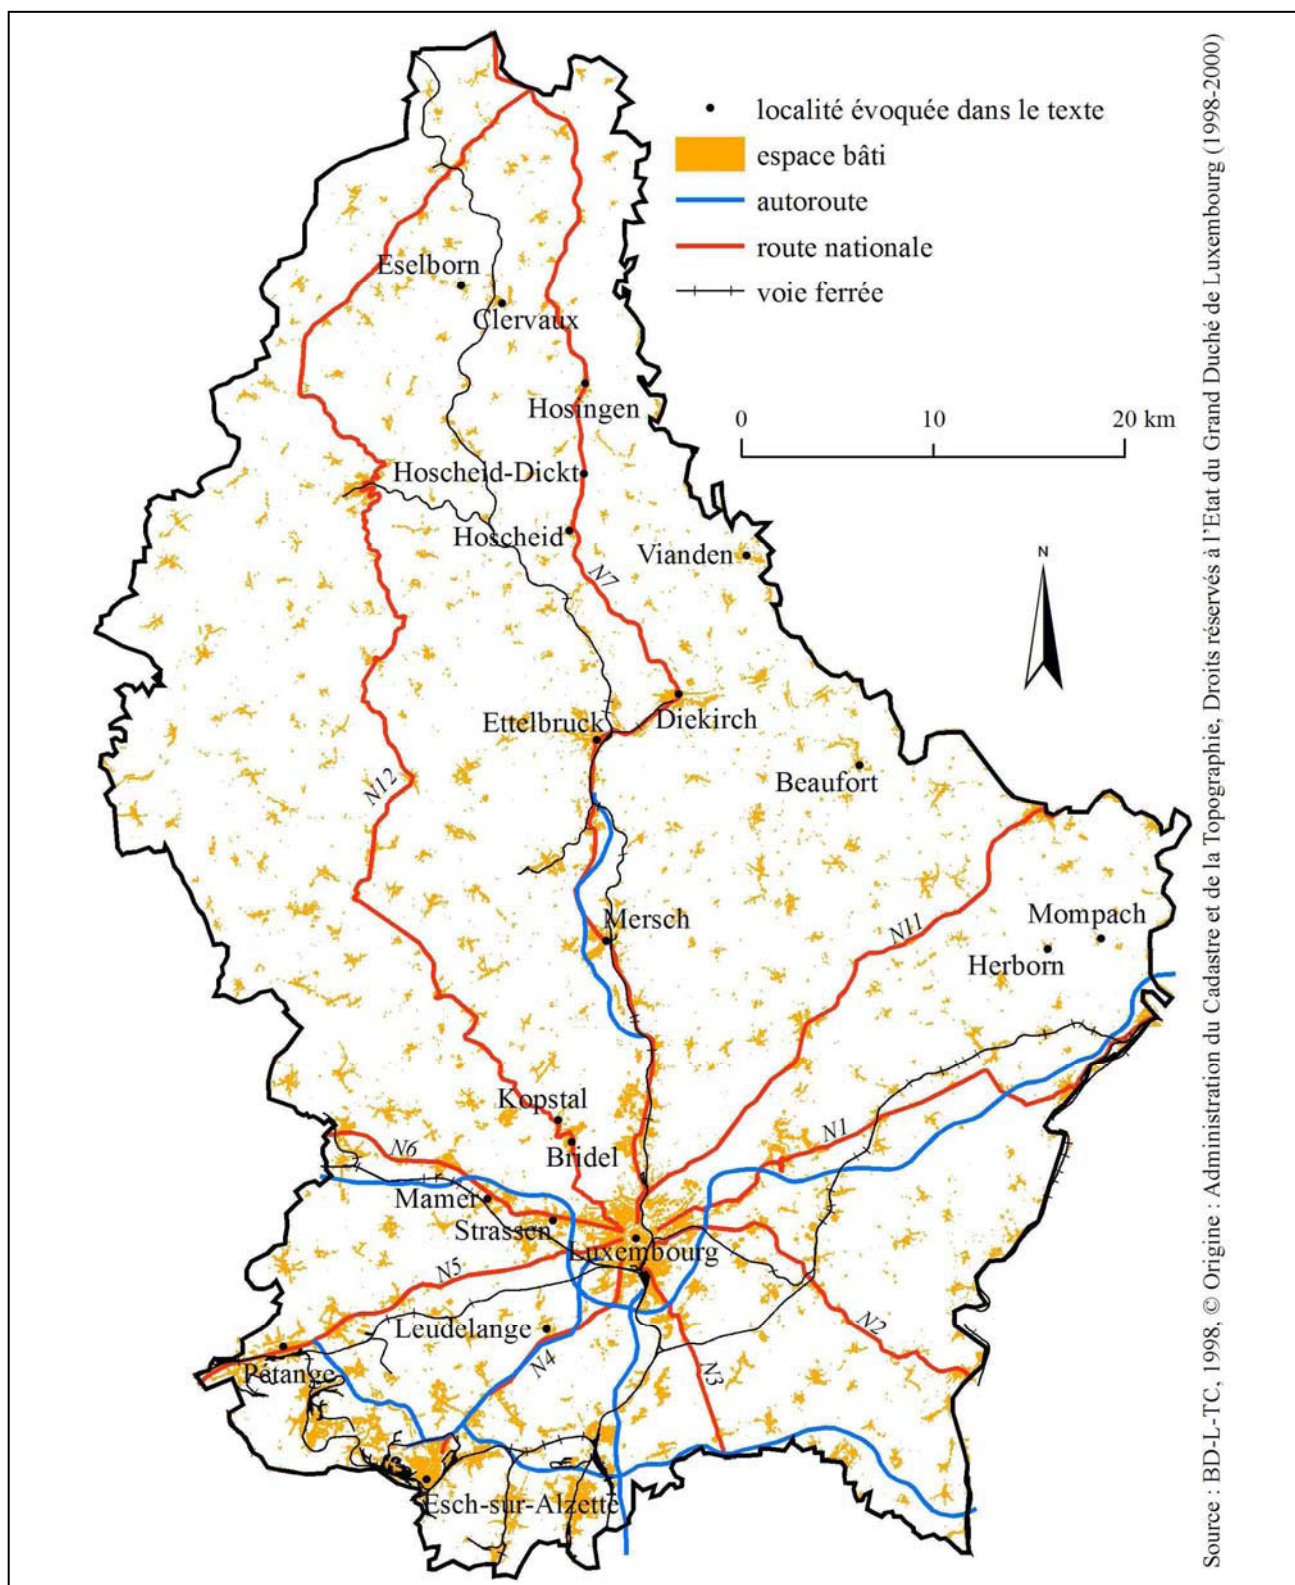 localité évoquée dans le texte
espace bâti
autoroute
route nationale
voie ferrée
Eselborn
Clervaux
Hosingen
0 10 20 km
Hoscheid-Dickt
Hoscheid
Vianden
N
N7
Ettelbruck
Diekirch
Beaufort
N12
Mersch
N11
Mompach
Herborn
Kopstal
N1
N6
Bridel
Mamer
Strassen
Luxembourg
N5
Leudelange
N2
N4
N3
Pétange
Esch-sur-Alzette
Source : BD-L-TC, 1998, © Origine : Administration du Cadastre et de la Topographie, Droits réservés à l'Etat du Grand Duché de Luxembourg (1998-2000)